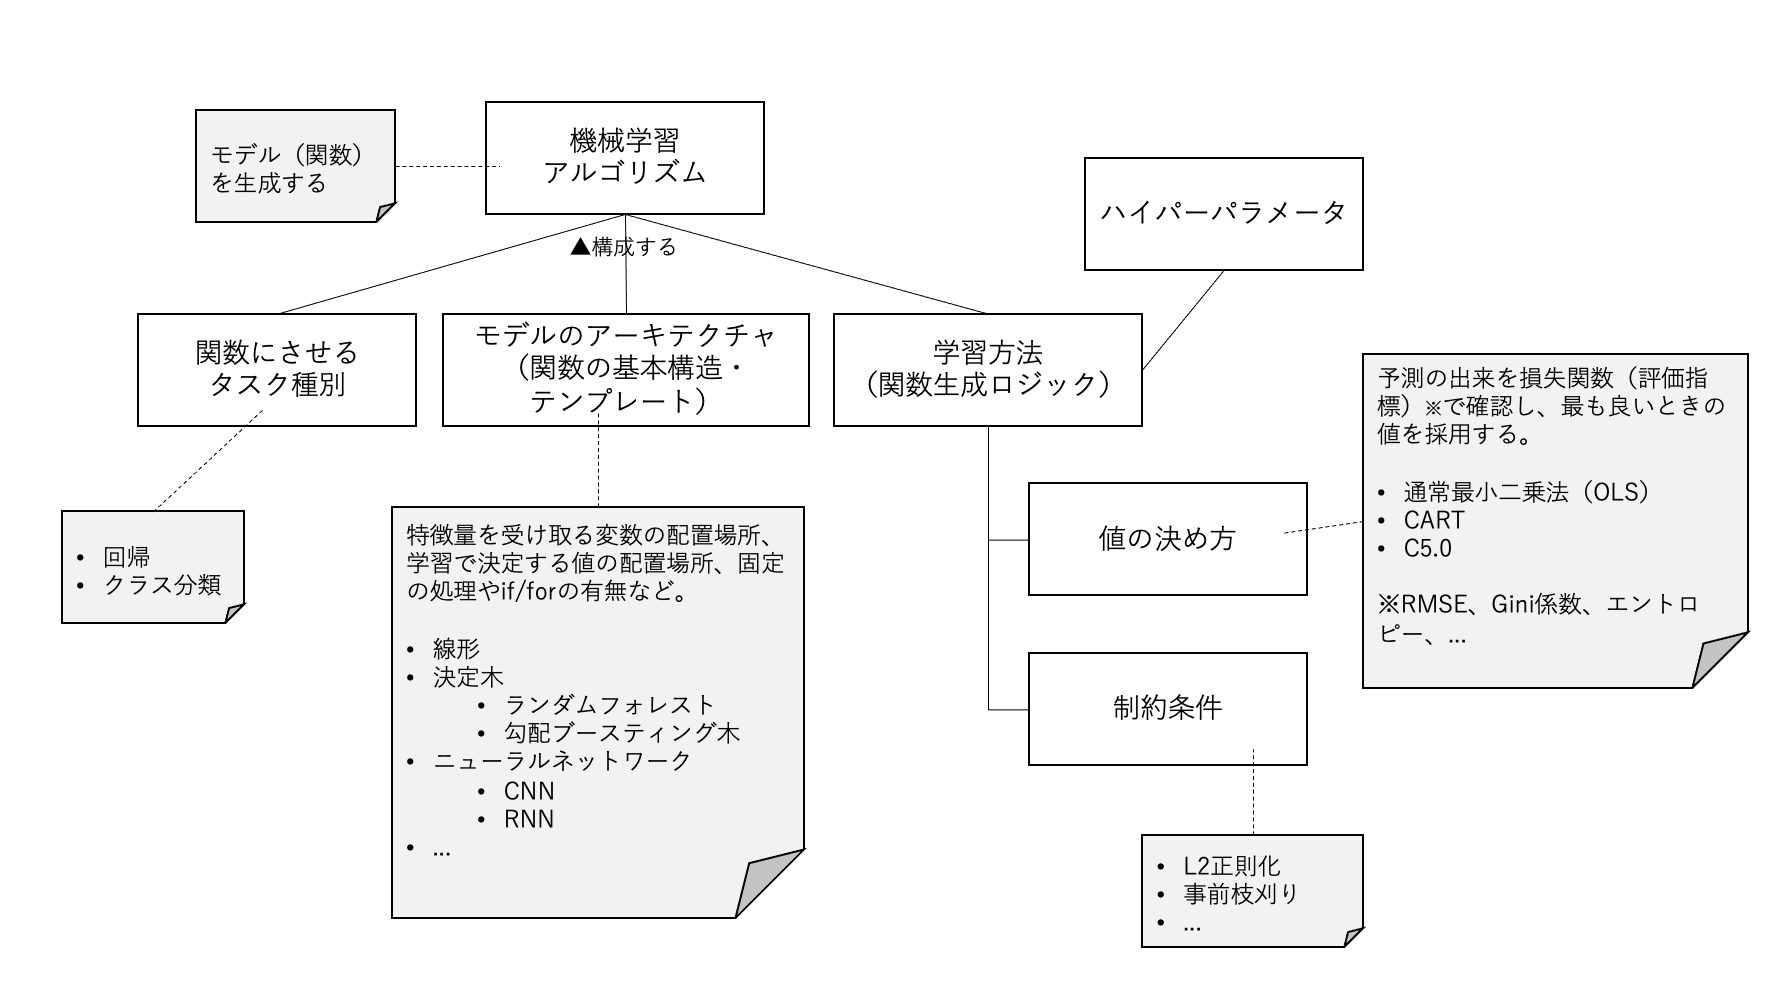 モデル（関数）
を生成する
機械学習
アルゴリズム
ハイパーパラメータ
▲構成する
関数にさせる
タスク種別
モデルのアーキテクチャ
（関数の基本構造・
テンプレート）
学習方法
（関数生成ロジック）
予測の出来を損失関数（評価指
標）※で確認し、最も良いときの
値を採用する。
• 通常最小二乗法（OLS）
• CART
• C5.0
※RMSE、Gini係数、エントロ
ピー、...
値の決め方
• 回帰
• クラス分類
特徴量を受け取る変数の配置場所、
学習で決定する値の配置場所、固定
の処理やif/forの有無など。
• 線形
• 決定木
• ランダムフォレスト
• 勾配ブースティング木
• ニューラルネットワーク
• CNN
• RNN
• ...
制約条件
• L2正則化
• 事前枝刈り
• ...